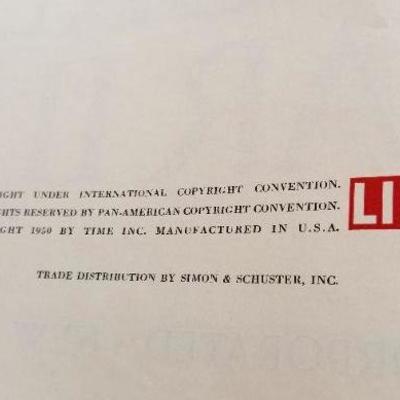 IGHT UNDER INTERNATIONAL COPYRIGHT CONVENTION.
GHTS RESERVED BY PAN-AMERICAN COPYRIGHT CONVENTION.
GHT 1950 BY TIME INC. MANUFACTURED IN U.S.A.
LI
TRADE DISTRIBUTION BY SIMON & SCHUSTER, INC.